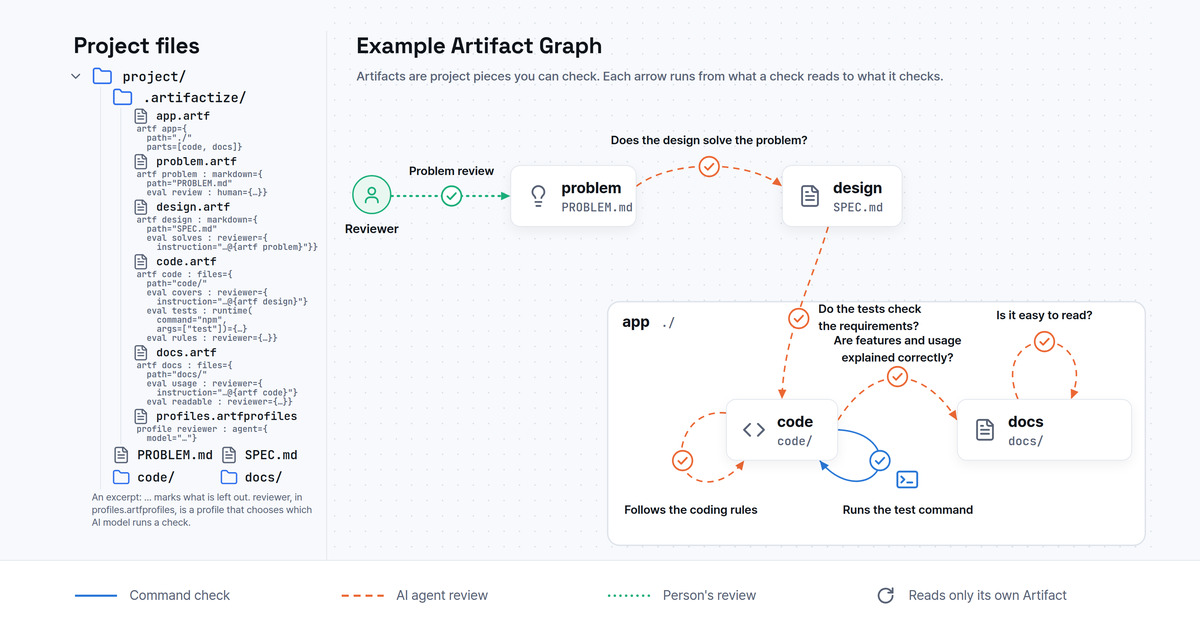 Project files
project/
.artifactize/
app.artf
artf app={
path="./"
parts=[code, docs]}
problem.artf
artf problem : markdown={
path="PROBLEM.md"
eval review : human={…}}
design.artf
artf design : markdown={
path="SPEC.md"
eval solves : reviewer={
instruction="…@{artf problem}"}}
code.artf
artf code : files={
path="code/"
eval covers : reviewer={
instruction="…@{artf design}"}
eval tests : runtime(
command="npm",
args=["test"])={…}
eval rules : reviewer={…}}
docs.artf
artf docs : files={
path="docs/"
eval usage : reviewer={
instruction="…@{artf code}"}
eval readable : reviewer={…}}
profiles.artfprofiles
profile reviewer : agent={
model="…"}
PROBLEM.md SPEC.md
code/ docs/
An excerpt: … marks what is left out. reviewer, in
profiles.artfprofiles, is a profile that chooses which
AI model runs a check.
Example Artifact Graph
Artifacts are project pieces you can check. Each arrow runs from what a check reads to what it checks.
Does the design solve the problem?
Problem review
Reviewer
problem
PROBLEM.md
design
SPEC.md
app ./
Do the tests check
the requirements?
Is it easy to read?
Are features and usage
explained correctly?
code
code/
docs
docs/
Follows the coding rules
Runs the test command
Command check
AI agent review
Person's review
Reads only its own Artifact